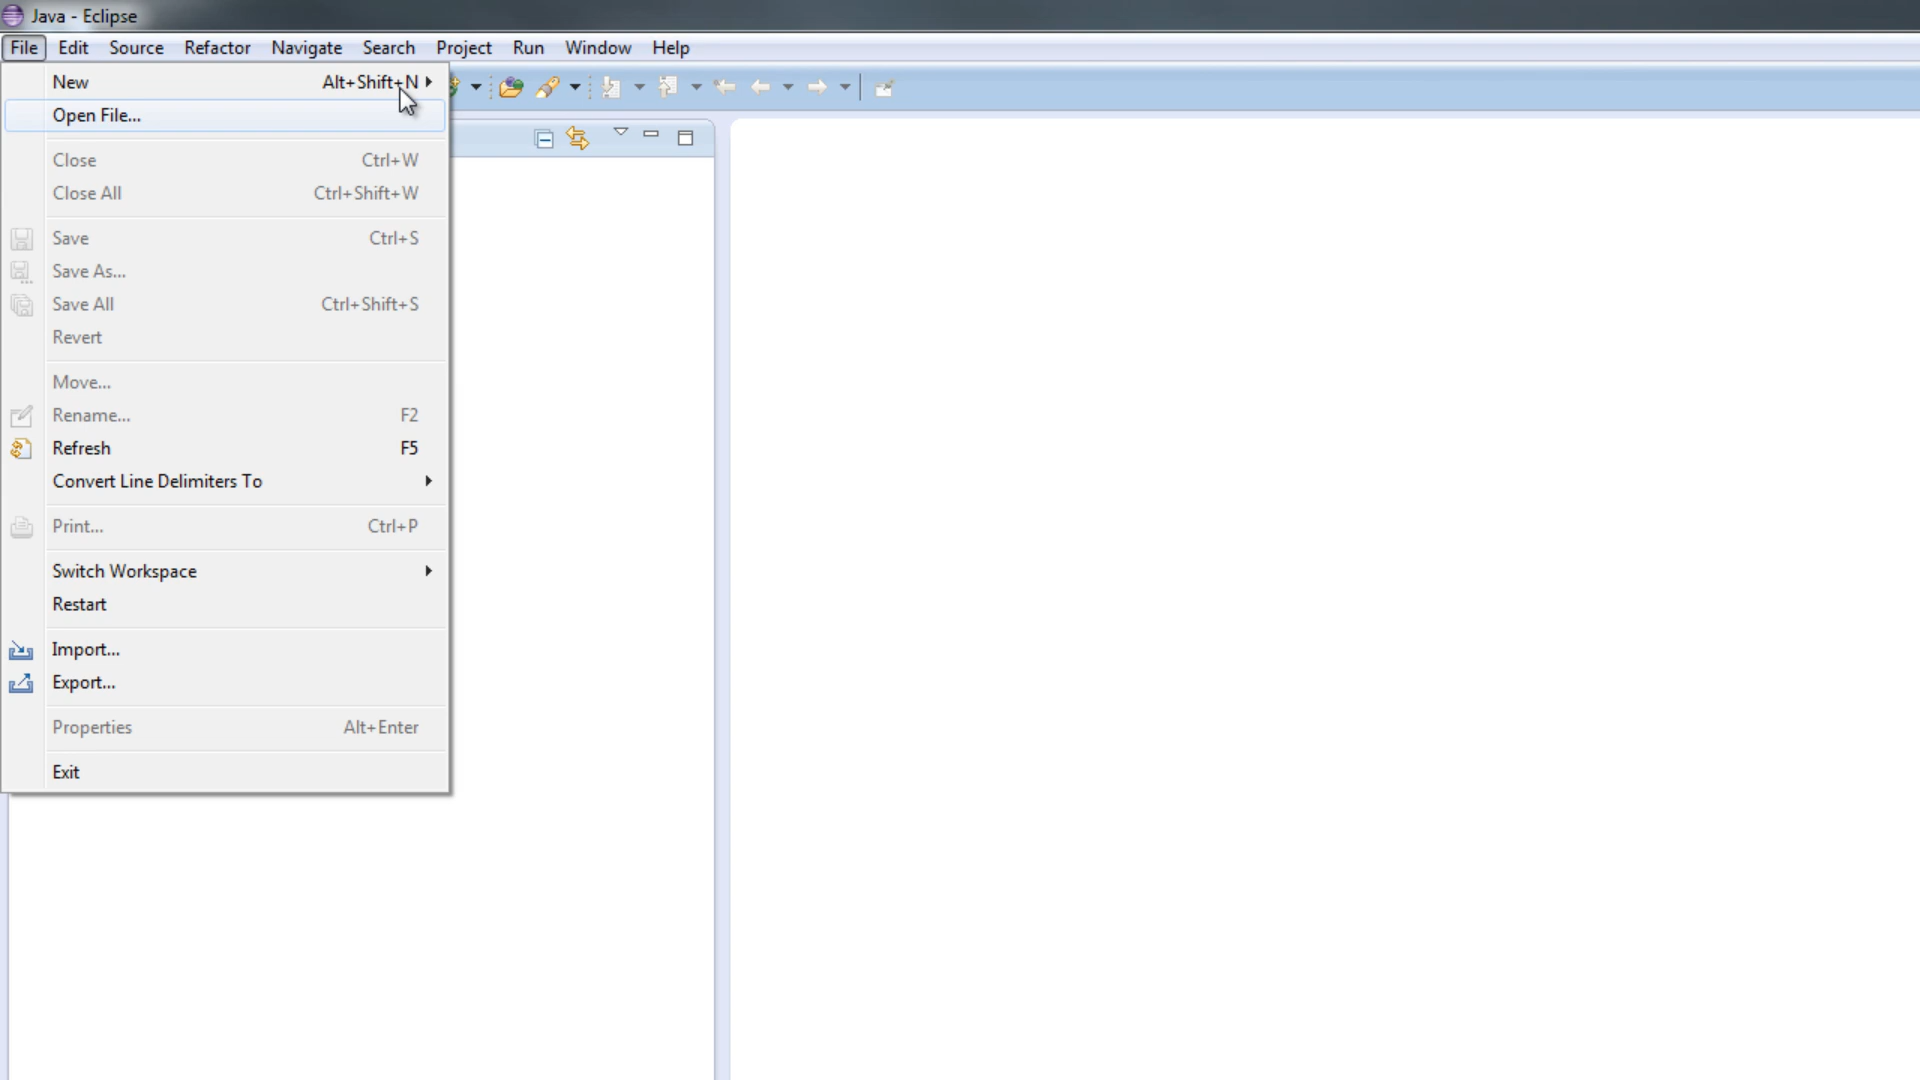 Java - Eclipse
File Edit Source Refactor Navigate Search Project Run Window Help
New Alt+Shift+N
Open File...
Close Ctrl+W
Close All Ctrl+Shift+W
Save Ctrl+S
Save As...
Save All Ctrl+Shift+S
Revert
Move...
Rename... F2
Refresh F5
Convert Line Delimiters To
Print... Ctrl+P
Switch Workspace
Restart
Import...
Export...
Properties Alt+Enter
Exit